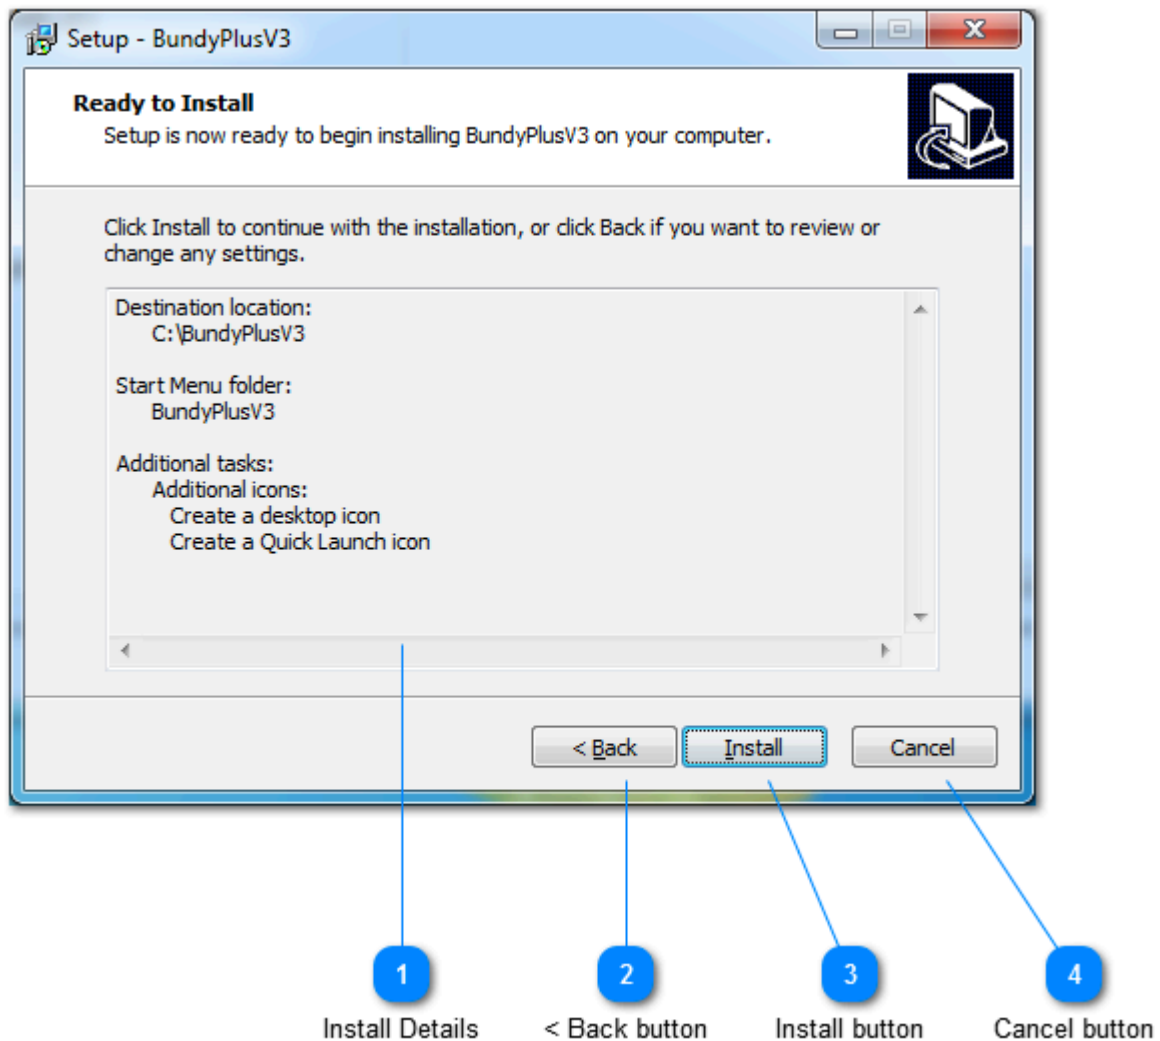 Setup - BundyPlusV3
Ready to Install
Setup is now ready to begin installing BundyPlusV3 on your computer.
Click Install to continue with the installation, or click Back if you want to review or
change any settings.
Destination location:
C:\BundyPlusV3
Start Menu folder:
BundyPlusV3
Additional tasks:
Additional icons:
Create a desktop icon
Create a Quick Launch icon
< Back
Install
Cancel
1
2
3
4
Install Details
< Back button
Install button
Cancel button